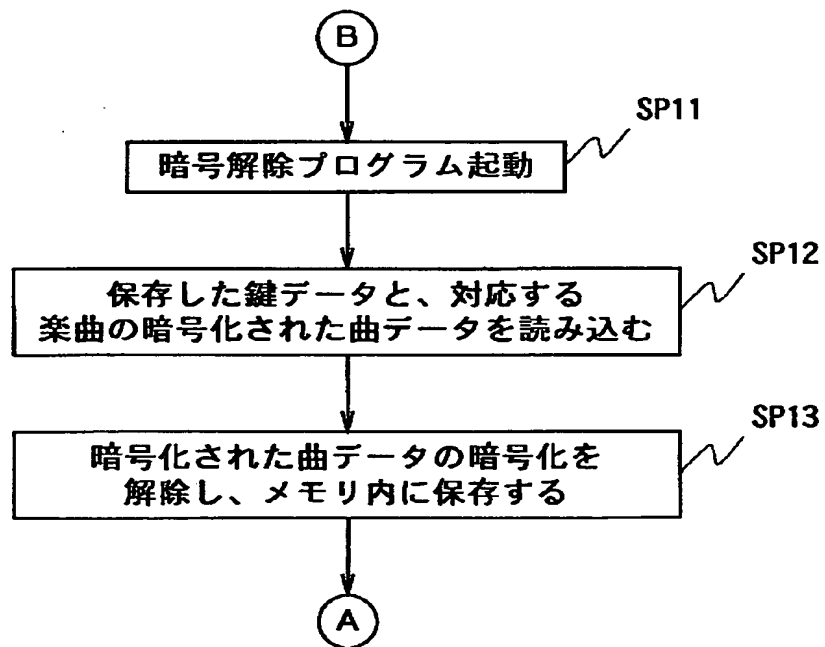 B
SP11
暗号解除プログラム起動
SP12
保存した鍵データと、対応する
楽曲の暗号化された曲データを読み込む
SP13
暗号化された曲データの暗号化を
解除し、メモリ内に保存する
A